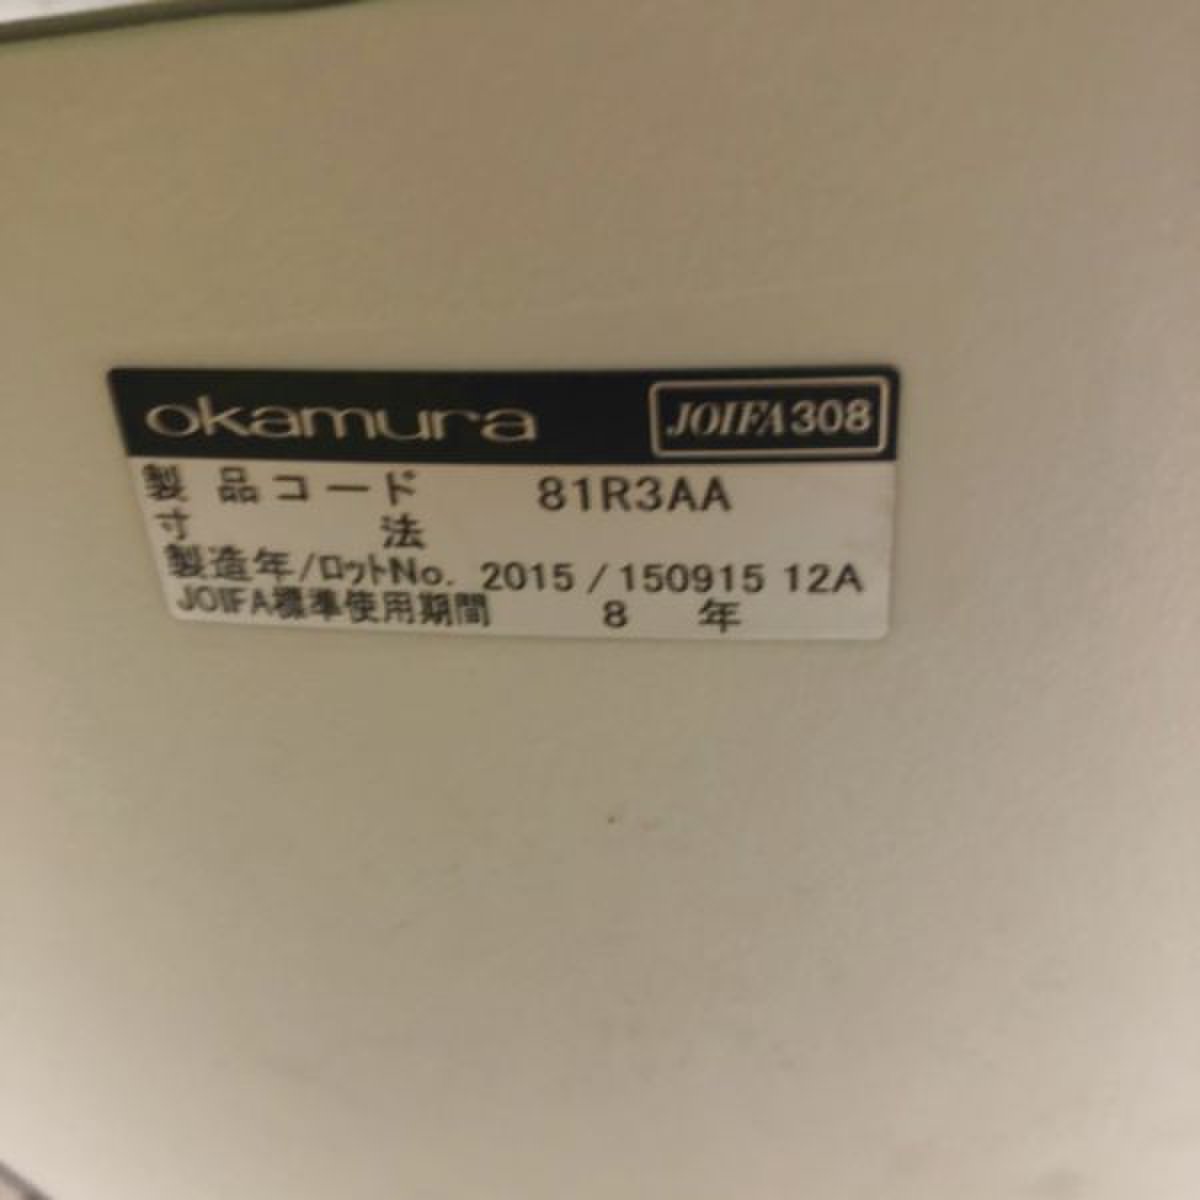 okamura JOIFA308
製品コード 81R3AA
寸法
製造年/ロットNo. 2015/150915 12A
JOIFA標準使用期間 8 年